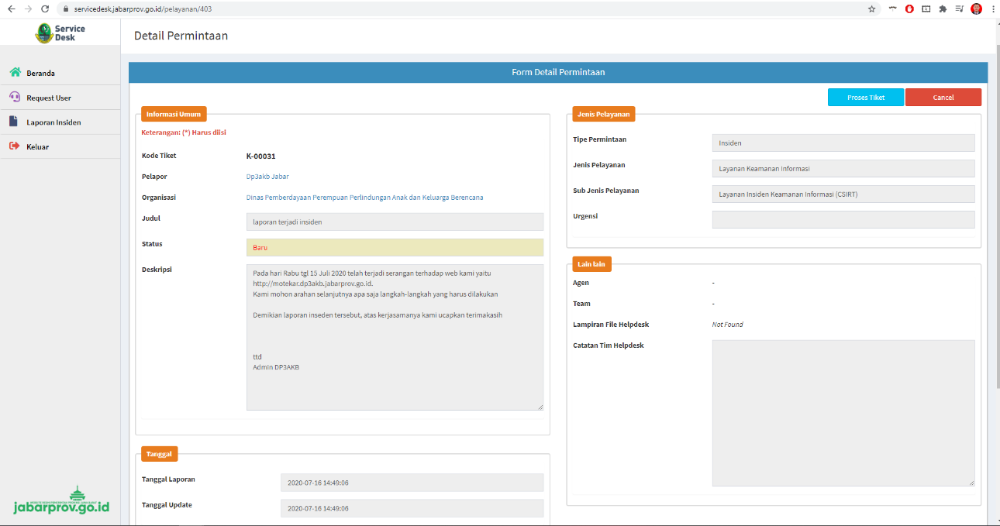 servicedesk.jabarprov.go.id/pelayanan/403
Service
Desk
Beranda
Request User
Laporan Insiden
Keluar
jabarprov.go.id
Detail Permintaan
Form Detail Permintaan
Proses Tiket
Cancel
Informasi Umum
Keterangan: (*) Harus diisi
Kode Tiket
K-00031
Pelapor
Dp3akb Jabar
Organisasi
Dinas Pemberdayaan Perempuan Perlindungan Anak dan Keluarga Berencana
Judul
laporan terjadi insiden
Status
Baru
Deskripsi
Pada hari Rabu tgl 15 Juli 2020 telah terjadi serangan terhadap web kami yaitu
http://motekar.dp3akb.jabarprov.go.id.
Kami mohon arahan selanjutnya apa saja langkah-langkah yang harus dilakukan
Demikian laporan inseden tersebut, atas kerjasamanya kami ucapkan terimakasih
ttd
Admin DP3AKB
Tanggal
Tanggal Laporan
2020-07-16 14:49:06
Tanggal Update
2020-07-16 14:49:06
Jenis Pelayanan
Tipe Permintaan
Insiden
Jenis Pelayanan
Layanan Keamanan Informasi
Sub Jenis Pelayanan
Layanan Insiden Keamanan Informasi (CSIRT)
Urgensi
Lain lain
Agen
-
Team
-
Lampiran File Helpdesk
Not Found
Catatan Tim Helpdesk